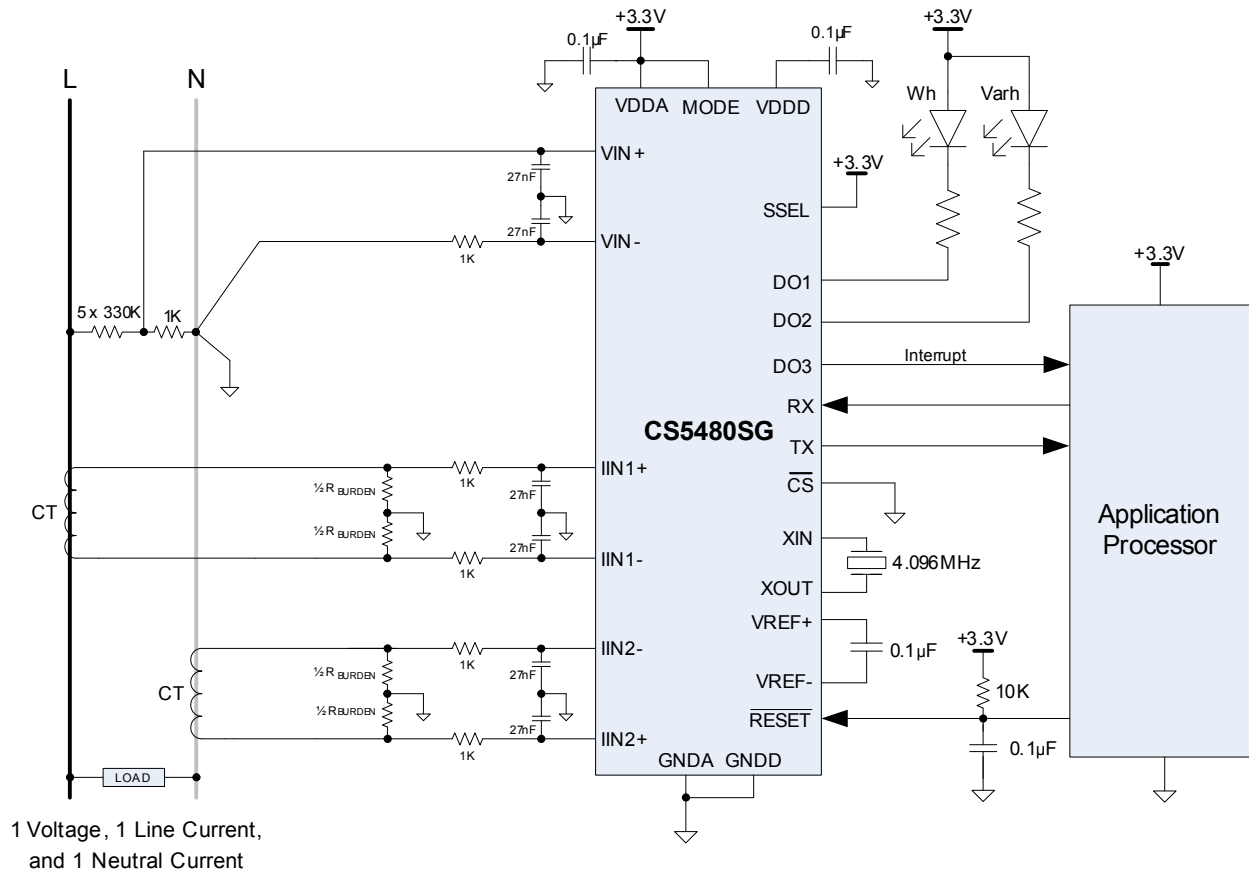 +3.3V
0.1µF
0.1µF
+3.3V
L
N
VDDA
MODE
VDDD
Wh
Varh
VIN+
27nF
27nF
VIN-
1K
+3.3V
SSEL
DO1
DO2
+3.3V
5 x 330K
1K
DO3
Interrupt
RX
TX
CS5480SG
CS
CT
IIN1+
1K
½ R BURDEN
½ R BURDEN
27nF
27nF
IIN1-
1K
XIN
XOUT
4.096MHz
Application
Processor
VREF+
VREF-
0.1µF
CT
IIN2-
1K
½ R BURDEN
½ R BURDEN
27nF
27nF
IIN2+
1K
+3.3V
10K
RESET
0.1µF
GNDA
GNDD
LOAD
1 Voltage, 1 Line Current,
and 1 Neutral Current